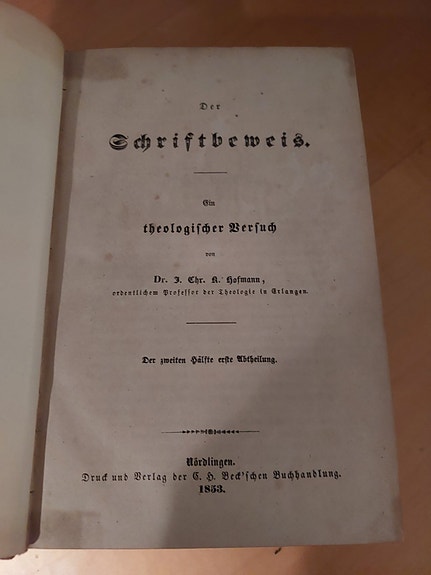 Der
Schriftbeweis.
Ein
theologischer Versuch
von
Dr. J. Chr. K. Hofmann,
ordentlichem Professor der Theologie in Erlangen.
Der zweiten Hälfte erste Abtheilung.
Nördlingen.
Druck und Verlag der C. H. Beck'schen Buchhandlung.
1853.